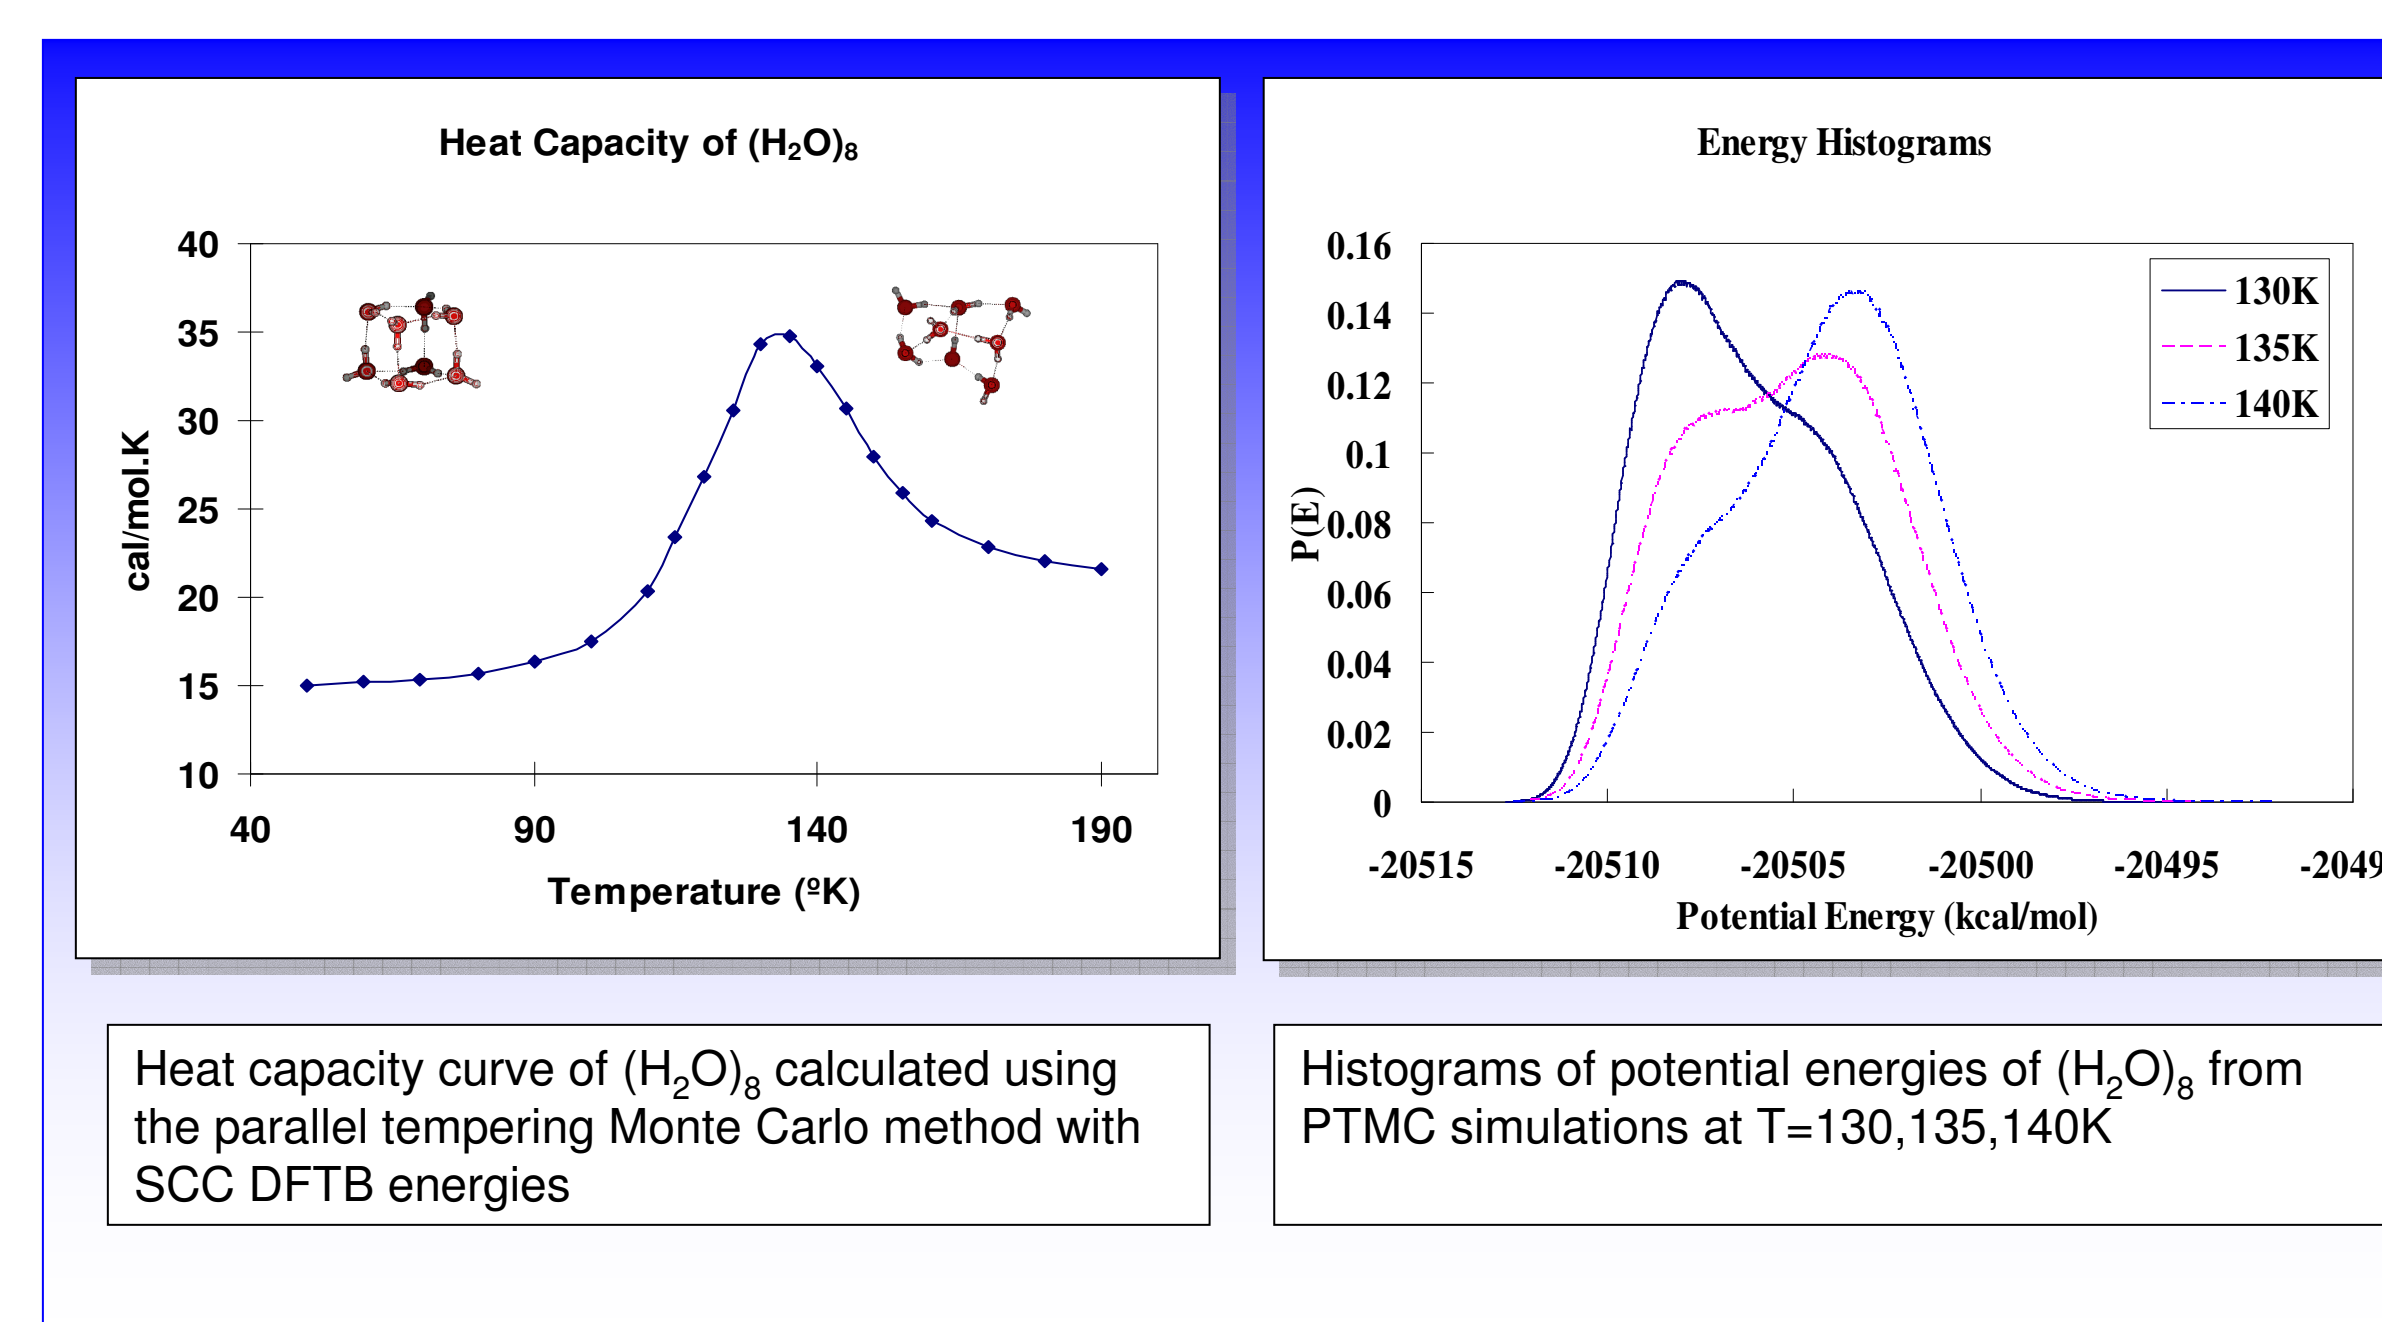 Heat Capacity of (H₂O)₈
40
35
30
25
20
15
10
cal/mol.K
40 90 140 190
Temperature (ºK)
Energy Histograms
0.16
0.14
0.12
0.1
0.08
0.06
0.04
0.02
0
P(E)
130K
135K
140K
-20515 -20510 -20505 -20500 -20495 -2049
Potential Energy (kcal/mol)
Heat capacity curve of (H₂O)₈ calculated using
the parallel tempering Monte Carlo method with
SCC DFTB energies
Histograms of potential energies of (H₂O)₈ from
PTMC simulations at T=130,135,140K